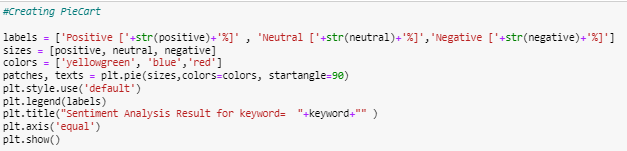 #Creating PieCart
labels = ['Positive ['+str(positive)+'%]' , 'Neutral ['+str(neutral)+'%]','Negative ['+str(negative)+'%]']
sizes = [positive, neutral, negative]
colors = ['yellowgreen', 'blue','red']
patches, texts = plt.pie(sizes,colors=colors, startangle=90)
plt.style.use('default')
plt.legend(labels)
plt.title("Sentiment Analysis Result for keyword=  "+keyword+"" )
plt.axis('equal')
plt.show()